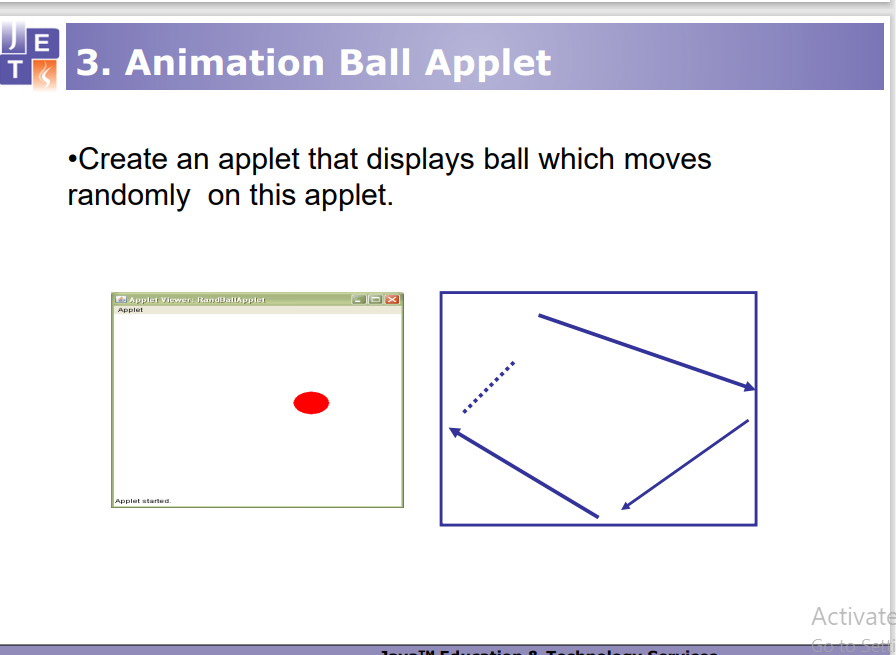 J E
T
3. Animation Ball Applet
•Create an applet that displays ball which moves
randomly on this applet.
Applet Viewer: RandBallApplet
Applet
Applet started.
Activate
Go to Sett
Java™ Education & Technology Services